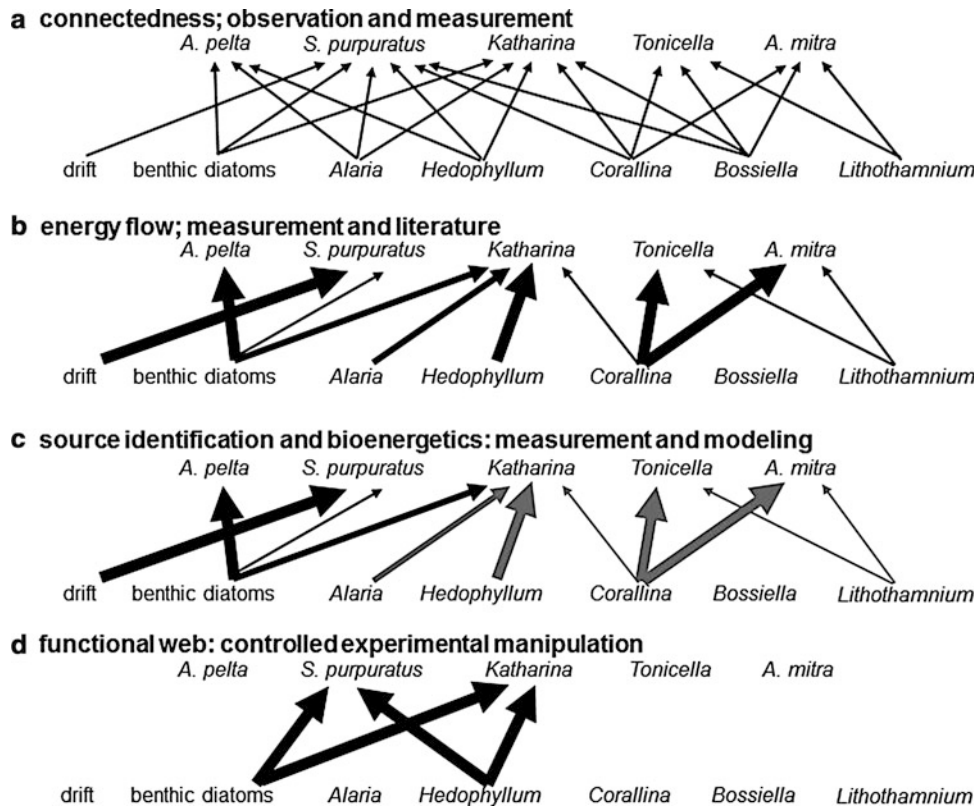 a connectedness; observation and measurement
A. pelta S. purpuratus Katharina Tonicella A. mitra
drift benthic diatoms Alaria Hedophyllum Corallina Bossiella Lithothamnium
b energy flow; measurement and literature
A. pelta S. purpuratus Katharina Tonicella A. mitra
drift benthic diatoms Alaria Hedophyllum Corallina Bossiella Lithothamnium
c source identification and bioenergetics: measurement and modeling
A. pelta S. purpuratus Katharina Tonicella A. mitra
drift benthic diatoms Alaria Hedophyllum Corallina Bossiella Lithothamnium
d functional web: controlled experimental manipulation
A. pelta S. purpuratus Katharina Tonicella A. mitra
drift benthic diatoms Alaria Hedophyllum Corallina Bossiella Lithothamnium